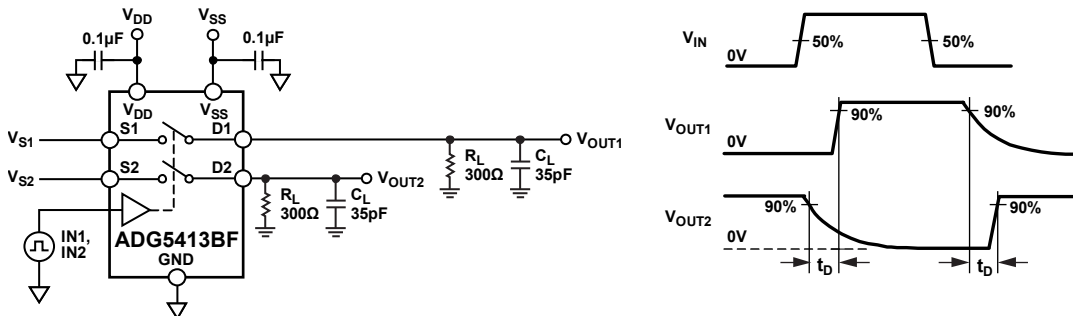 VDD
VSS
0.1µF
0.1µF
VDD
VSS
VS1
S1
D1
VOUT1
VS2
S2
D2
RL
300Ω
CL
35pF
VOUT2
RL
300Ω
CL
35pF
IN1,
IN2
ADG5413BF
GND
VIN
0V
50%
50%
VOUT1
0V
90%
90%
VOUT2
90%
90%
0V
tD
tD